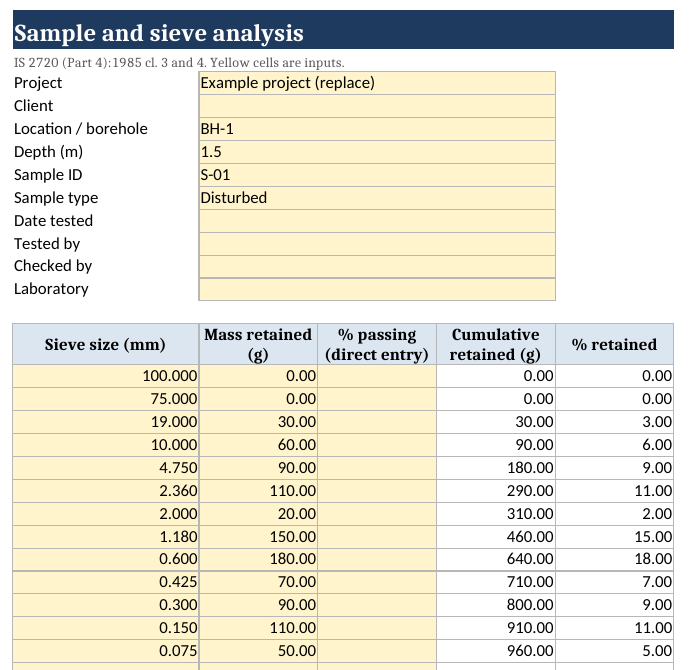 Sample and sieve analysis
IS 2720 (Part 4):1985 cl. 3 and 4. Yellow cells are inputs.
Project Example project (replace)
Client
Location / borehole BH-1
Depth (m) 1.5
Sample ID S-01
Sample type Disturbed
Date tested
Tested by
Checked by
Laboratory
Sieve size (mm) Mass retained (g) % passing (direct entry) Cumulative retained (g) % retained
100.000 0.00 0.00 0.00
75.000 0.00 0.00 0.00
19.000 30.00 30.00 3.00
10.000 60.00 90.00 6.00
4.750 90.00 180.00 9.00
2.360 110.00 290.00 11.00
2.000 20.00 310.00 2.00
1.180 150.00 460.00 15.00
0.600 180.00 640.00 18.00
0.425 70.00 710.00 7.00
0.300 90.00 800.00 9.00
0.150 110.00 910.00 11.00
0.075 50.00 960.00 5.00